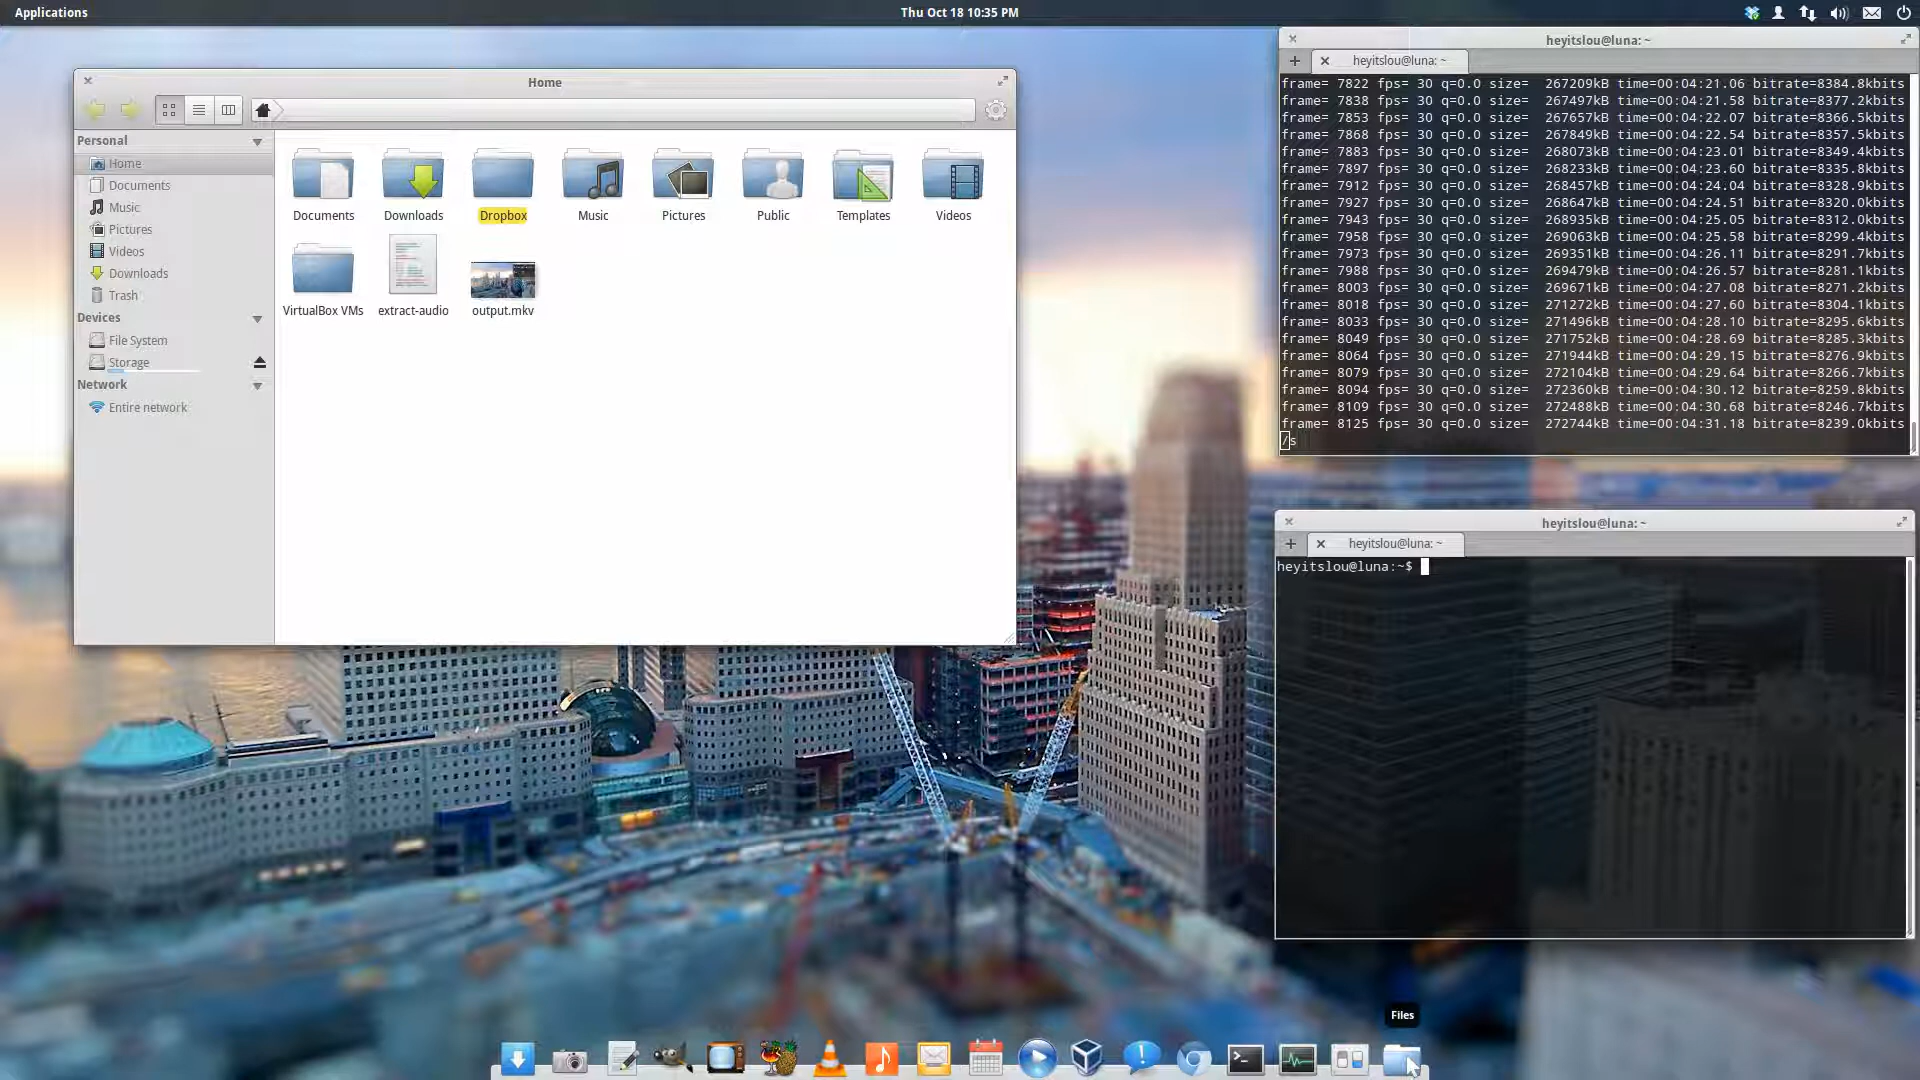 Applications
Thu Oct 18 10:35 PM
Home
Personal
Home
Documents
Music
Pictures
Videos
Downloads
Trash
Devices
File System
Storage
Network
Entire network
Documents
Downloads
Dropbox
Music
Pictures
Public
Templates
Videos
VirtualBox VMs
extract-audio
output.mkv
heyitslou@luna: ~
heyitslou@luna: ~
frame= 7822 fps= 30 q=0.0 size=  267209kB time=00:04:21.06 bitrate=8384.8kbits
frame= 7838 fps= 30 q=0.0 size=  267497kB time=00:04:21.58 bitrate=8377.2kbits
frame= 7853 fps= 30 q=0.0 size=  267657kB time=00:04:22.07 bitrate=8366.5kbits
frame= 7868 fps= 30 q=0.0 size=  267849kB time=00:04:22.54 bitrate=8357.5kbits
frame= 7883 fps= 30 q=0.0 size=  268073kB time=00:04:23.01 bitrate=8349.4kbits
frame= 7897 fps= 30 q=0.0 size=  268233kB time=00:04:23.60 bitrate=8335.8kbits
frame= 7912 fps= 30 q=0.0 size=  268457kB time=00:04:24.04 bitrate=8328.9kbits
frame= 7927 fps= 30 q=0.0 size=  268647kB time=00:04:24.51 bitrate=8320.0kbits
frame= 7943 fps= 30 q=0.0 size=  268935kB time=00:04:25.05 bitrate=8312.0kbits
frame= 7958 fps= 30 q=0.0 size=  269063kB time=00:04:25.58 bitrate=8299.4kbits
frame= 7973 fps= 30 q=0.0 size=  269351kB time=00:04:26.11 bitrate=8291.7kbits
frame= 7988 fps= 30 q=0.0 size=  269479kB time=00:04:26.57 bitrate=8281.1kbits
frame= 8003 fps= 30 q=0.0 size=  269671kB time=00:04:27.08 bitrate=8271.2kbits
frame= 8018 fps= 30 q=0.0 size=  271272kB time=00:04:27.60 bitrate=8304.1kbits
frame= 8033 fps= 30 q=0.0 size=  271496kB time=00:04:28.10 bitrate=8295.6kbits
frame= 8049 fps= 30 q=0.0 size=  271752kB time=00:04:28.69 bitrate=8285.3kbits
frame= 8064 fps= 30 q=0.0 size=  271944kB time=00:04:29.15 bitrate=8276.9kbits
frame= 8079 fps= 30 q=0.0 size=  272104kB time=00:04:29.64 bitrate=8266.7kbits
frame= 8094 fps= 30 q=0.0 size=  272360kB time=00:04:30.12 bitrate=8259.8kbits
frame= 8109 fps= 30 q=0.0 size=  272488kB time=00:04:30.68 bitrate=8246.7kbits
frame= 8125 fps= 30 q=0.0 size=  272744kB time=00:04:31.18 bitrate=8239.0kbits
/s
heyitslou@luna: ~
heyitslou@luna: ~
heyitslou@luna:~$
Files